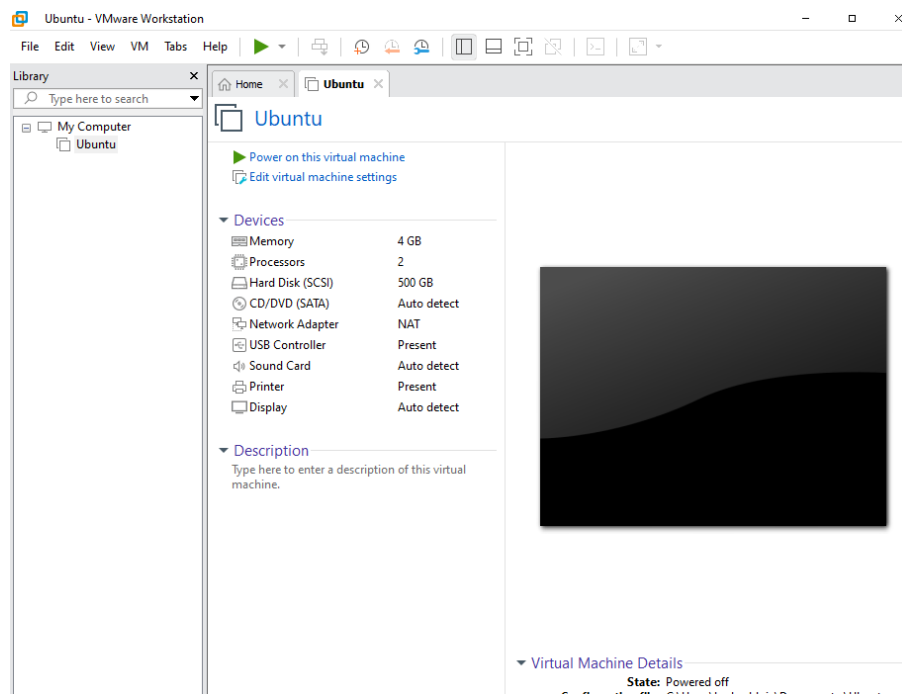 Ubuntu - VMware Workstation
File Edit View VM Tabs Help
Library
Type here to search
My Computer
Ubuntu
Home
Ubuntu
Ubuntu
Power on this virtual machine
Edit virtual machine settings
Devices
Memory 4 GB
Processors 2
Hard Disk (SCSI) 500 GB
CD/DVD (SATA) Auto detect
Network Adapter NAT
USB Controller Present
Sound Card Auto detect
Printer Present
Display Auto detect
Description
Type here to enter a description of this virtual
machine.
Virtual Machine Details
State: Powered off